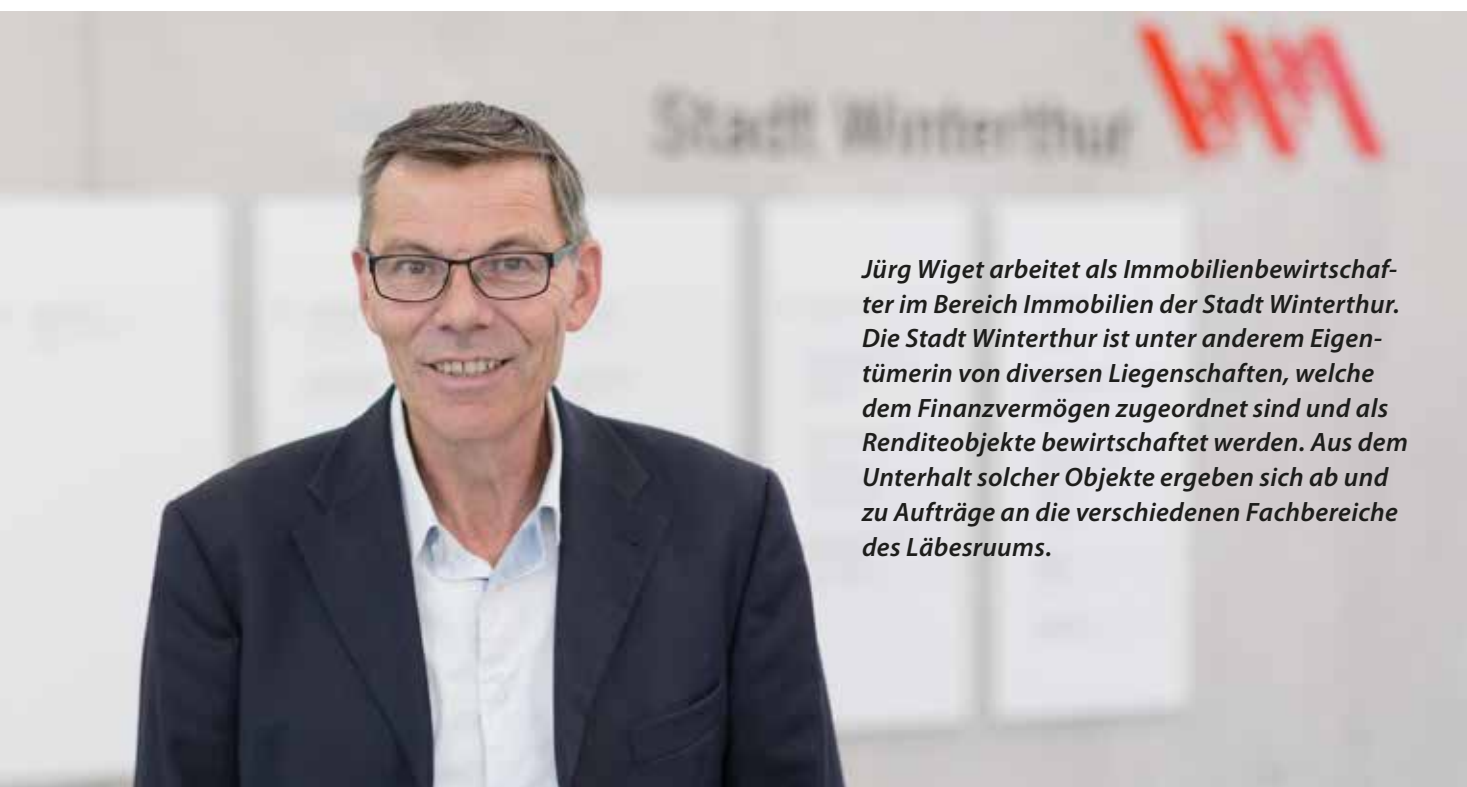 Stadt Winterthur
Jürg Wiget arbeitet als Immobilienbewirtschaf-
ter im Bereich Immobilien der Stadt Winterthur.
Die Stadt Winterthur ist unter anderem Eigen-
tümerin von diversen Liegenschaften, welche
dem Finanzvermögen zugeordnet sind und als
Renditeobjekte bewirtschaftet werden. Aus dem
Unterhalt solcher Objekte ergeben sich ab und
zu Aufträge an die verschiedenen Fachbereiche
des Läbesruums.